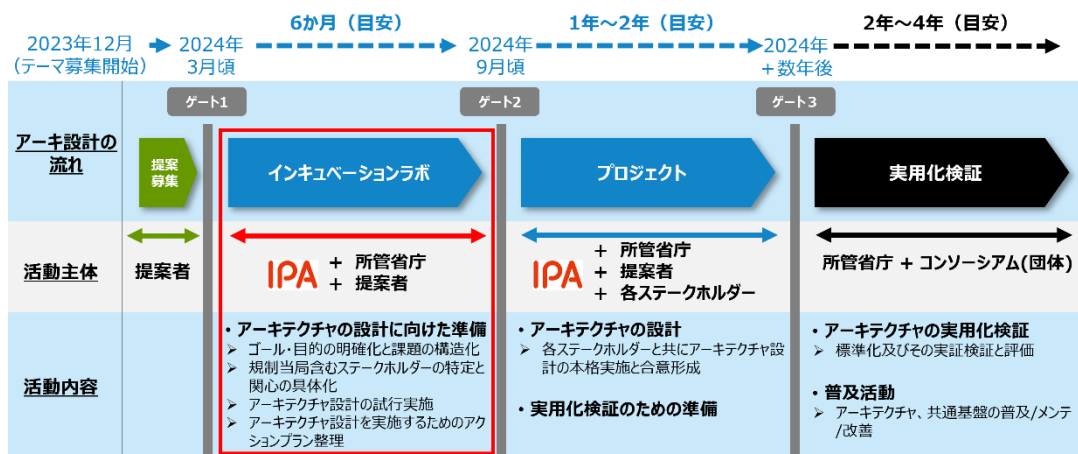 6か月（目安）
1年～2年（目安）
2年～4年（目安）
2023年12月
（テーマ募集開始）
2024年
3月頃
2024年
9月頃
2024年
＋数年後
ゲート1
ゲート2
ゲート3
アーキ設計の
流れ
提案
募集
インキュベーションラボ
プロジェクト
実用化検証
活動主体
提案者
IPA
+ 所管省庁
+ 提案者
IPA
+ 所管省庁
+ 提案者
+ 各ステークホルダー
所管省庁 + コンソーシアム(団体)
活動内容
・アーキテクチャの設計に向けた準備
➢ ゴール・目的の明確化と課題の構造化
➢ 規制当局含むステークホルダーの特定と
関心の具体化
➢ アーキテクチャ設計の試行実施
➢ アーキテクチャ設計を実施するためのアク
ションプラン整理
・アーキテクチャの設計
➢ 各ステークホルダーと共にアーキテクチャ設
計の本格実施と合意形成
・実用化検証のための準備
・アーキテクチャの実用化検証
➢ 標準化及びその実証検証と評価
・普及活動
➢ アーキテクチャ、共通基盤の普及/メンテ
/改善